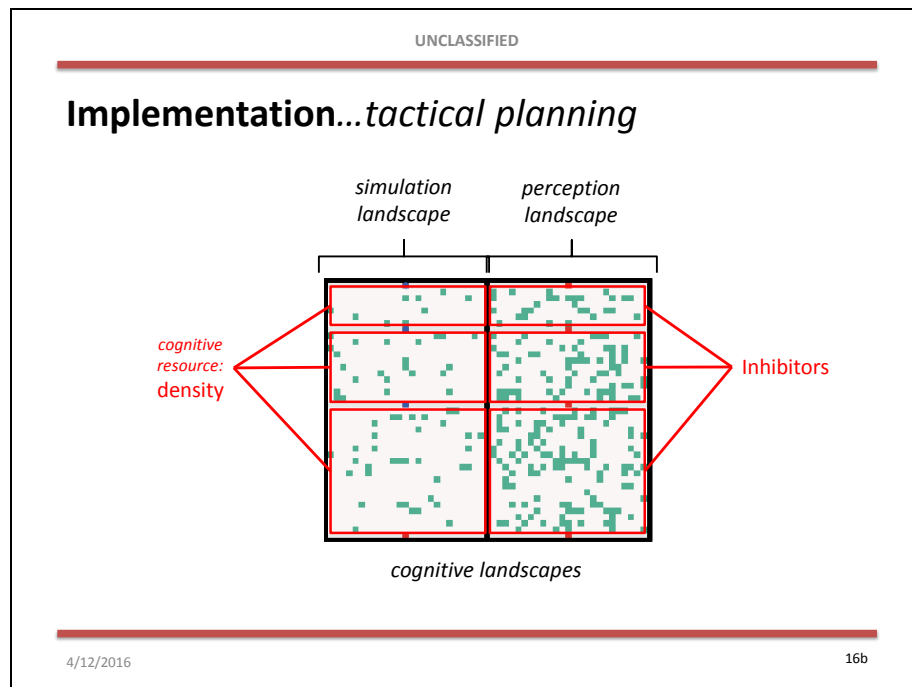 UNCLASSIFIED
Implementation...tactical planning
simulation
landscape
perception
landscape
cognitive
resource:
density
Inhibitors
cognitive landscapes
4/12/2016
16b